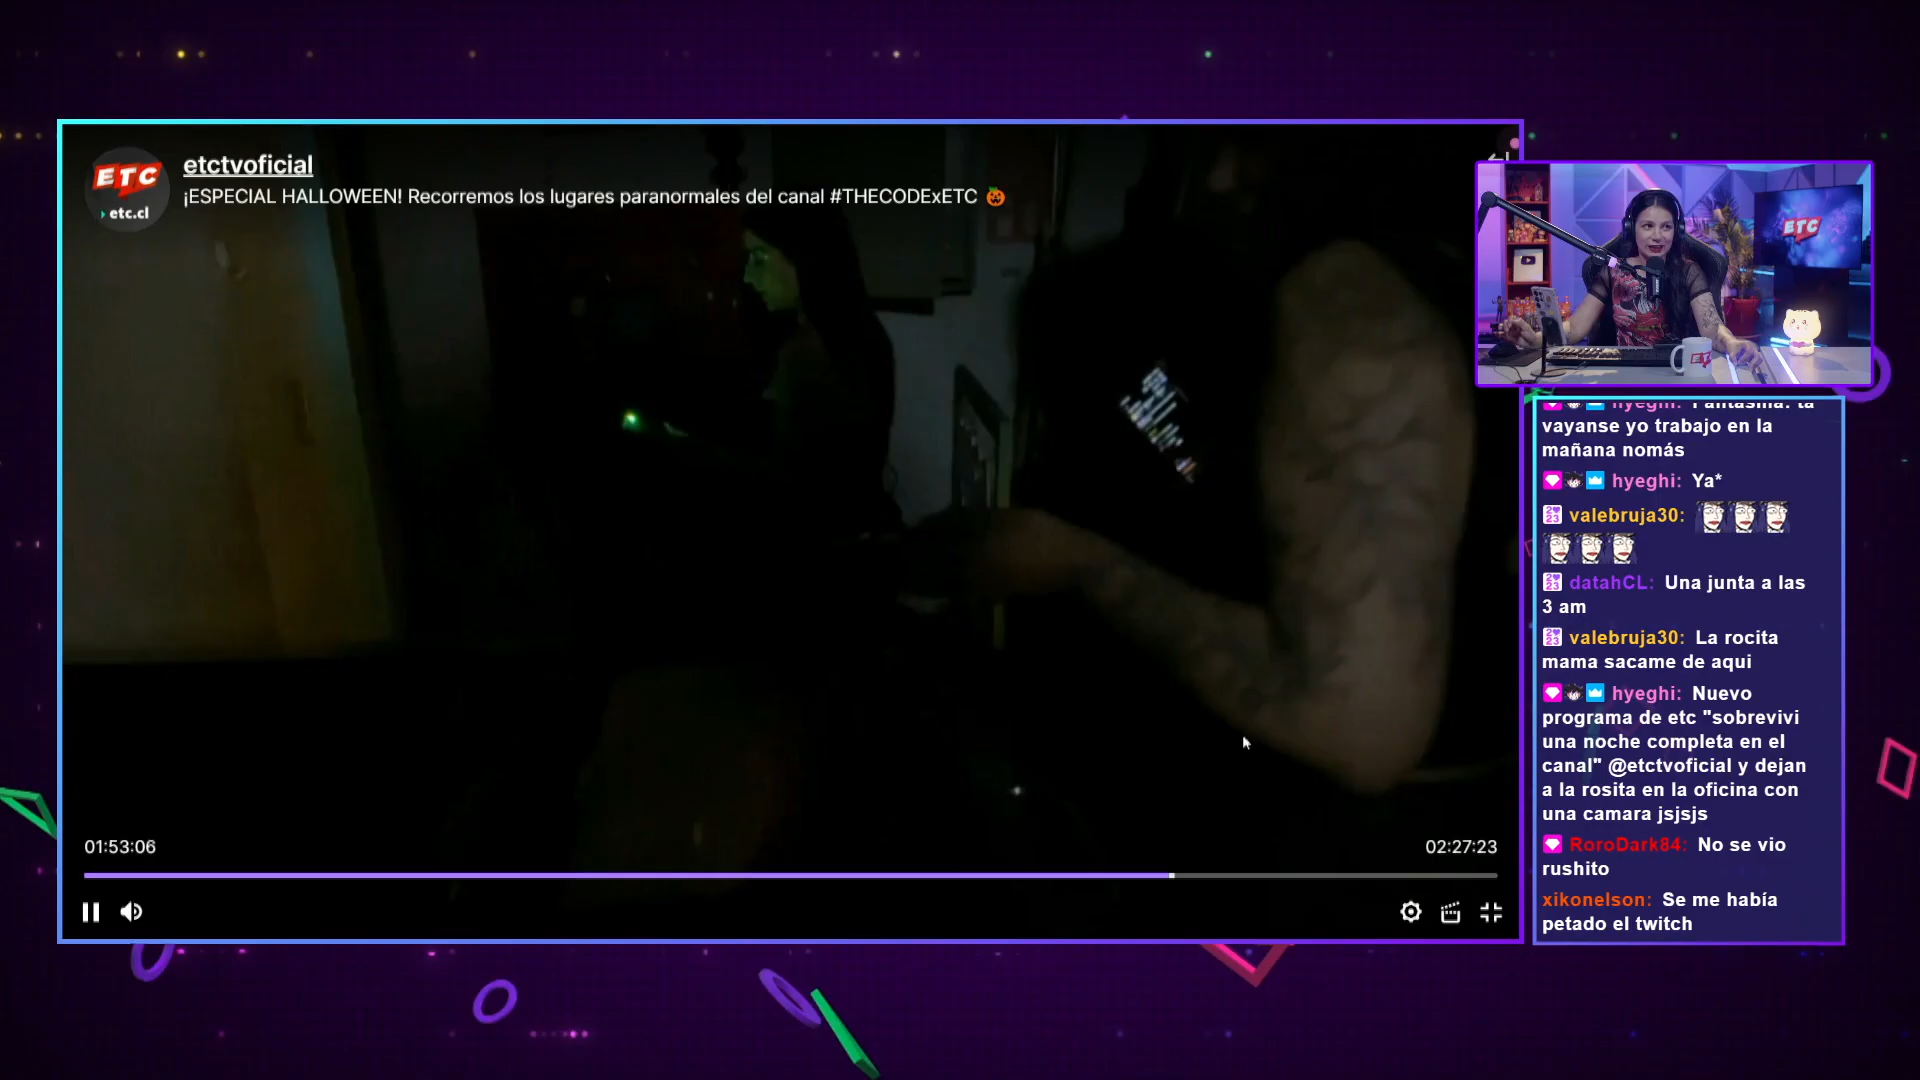 ETC
etc.cl
etctvoficial
¡ESPECIAL HALLOWEEN! Recorremos los lugares paranormales del canal #THECODExETC 🎃
01:53:06
02:27:23
ETC
hyeghi: Fantasma: ta
vayanse yo trabajo en la
mañana nomás
hyeghi: Ya*
valebruja30:
datahCL: Una junta a las
3 am
valebruja30: La rocita
mama sacame de aqui
hyeghi: Nuevo
programa de etc "sobrevivi
una noche completa en el
canal" @etctvoficial y dejan
a la rosita en la oficina con
una camara jsjsjs
RoroDark84: No se vio
rushito
xikonelson: Se me había
petado el twitch